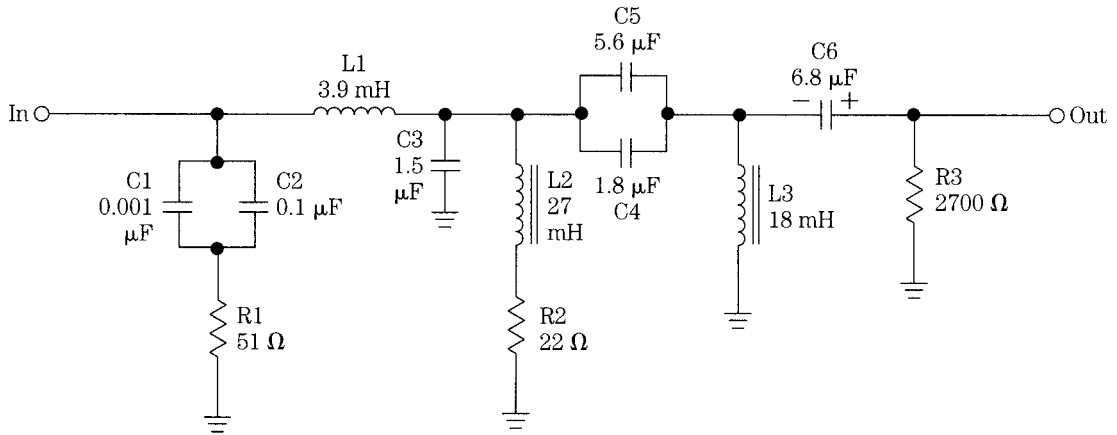 In
L1
3.9 mH
C1
0.001
μF
C2
0.1 μF
R1
51 Ω
C3
1.5
μF
L2
27
mH
R2
22 Ω
C5
5.6 μF
1.8 μF
C4
L3
18 mH
C6
6.8 μF
− +
R3
2700 Ω
Out